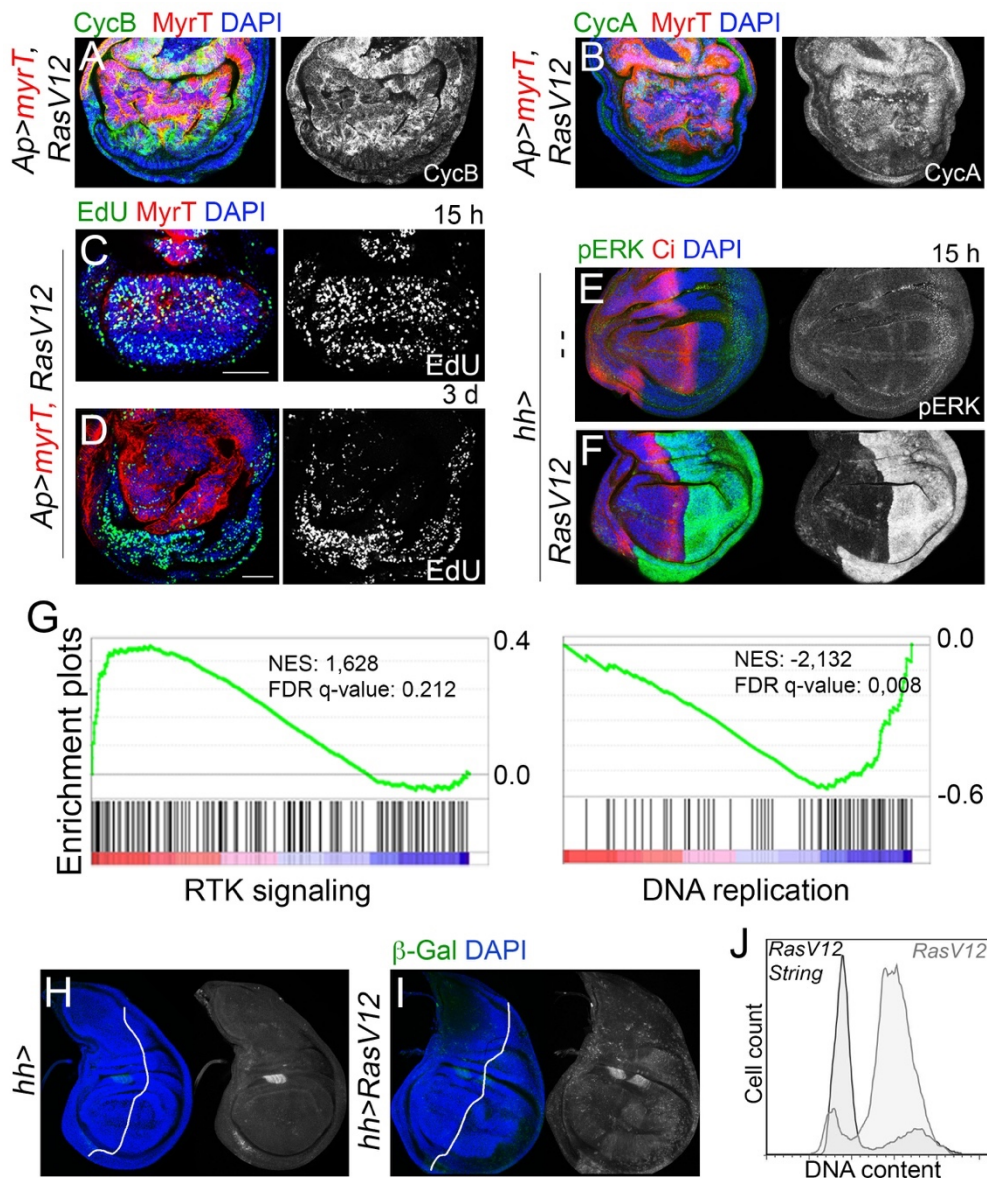 CycB MyrT DAPI
A
Ap>myrT,
RasV12
CycB
CycA MyrT DAPI
B
Ap>myrT,
RasV12
CycA
EdU MyrT DAPI
15 h
C
EdU
3 d
D
EdU
Ap>myrT, RasV12
pERK Ci DAPI
15 h
E
pERK
- -
F
RasV12
hh>
G
Enrichment plots
NES: 1,628
FDR q-value: 0.212
0.4
0.0
RTK signaling
NES: -2,132
FDR q-value: 0,008
0.0
-0.6
DNA replication
H
hh>
β-Gal DAPI
I
hh>RasV12
J
RasV12
String
RasV12
Cell count
DNA content